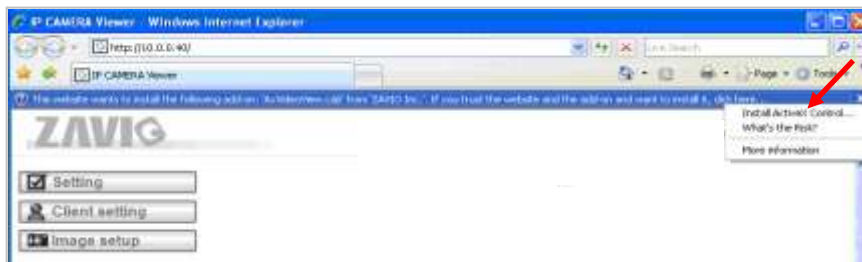 IP CAMERA Viewer - Windows Internet Explorer
http://10.0.0.40/
Live Search
IP CAMERA Viewer
Page
Tools
This website wants to install the following add-on: from 'ZAVIO Inc.'. If you trust the website and the add-on and want to install it, click here...
Install ActiveX Control...
What's the Risk?
More information
ZAVIO
Setting
Client setting
Image setup